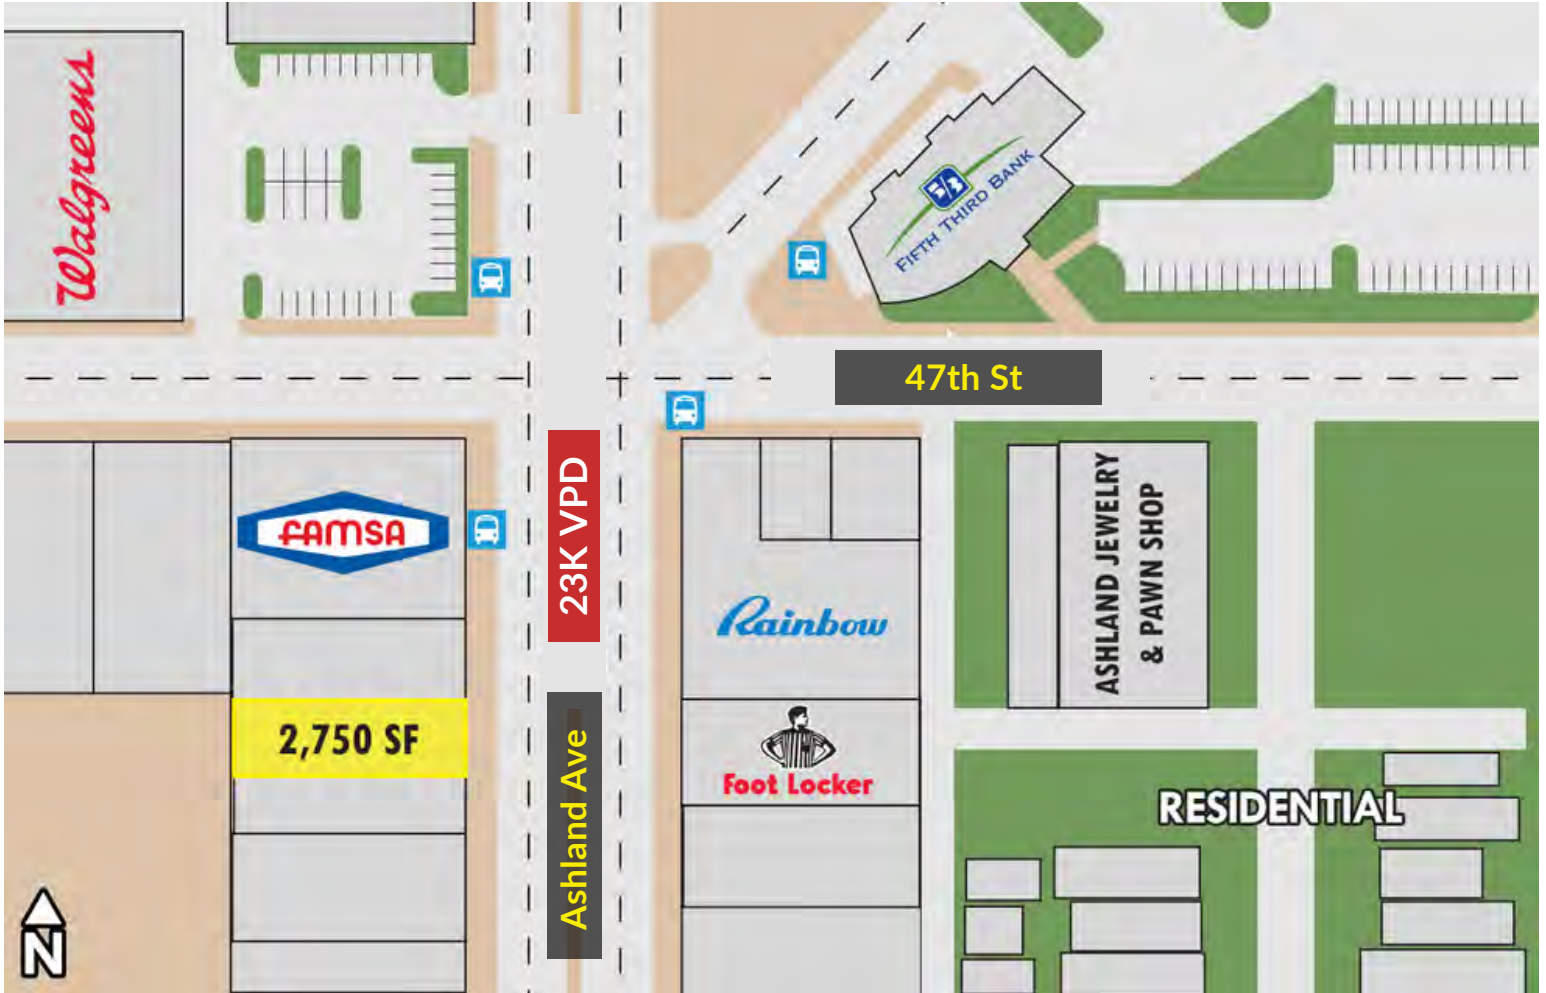 Walgreens
FIFTH THIRD BANK
47th St
FAMSA
23K VPD
Rainbow
ASHLAND JEWELRY
& PAWN SHOP
2,750 SF
Foot Locker
Ashland Ave
RESIDENTIAL
N